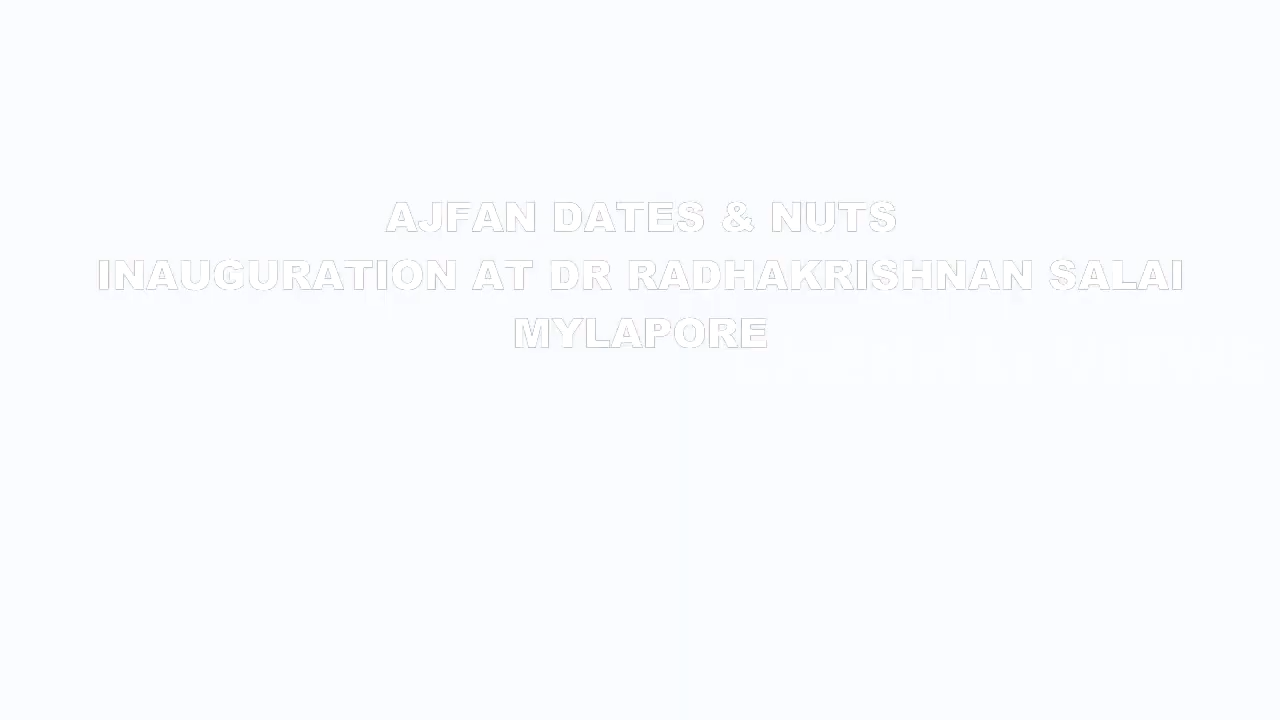 AJFAN DATES & NUTS
INAUGURATION AT DR RADHAKRISHNAN SALAI
MYLAPORE